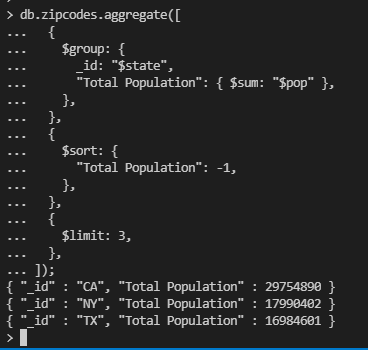 > db.zipcodes.aggregate([
...   {
...     $group: {
...       _id: "$state",
...       "Total Population": { $sum: "$pop" },
...     },
...   },
...   {
...     $sort: {
...       "Total Population": -1,
...     },
...   },
...   {
...     $limit: 3,
...   },
... ]);
{ "_id" : "CA", "Total Population" : 29754890 }
{ "_id" : "NY", "Total Population" : 17990402 }
{ "_id" : "TX", "Total Population" : 16984601 }
>